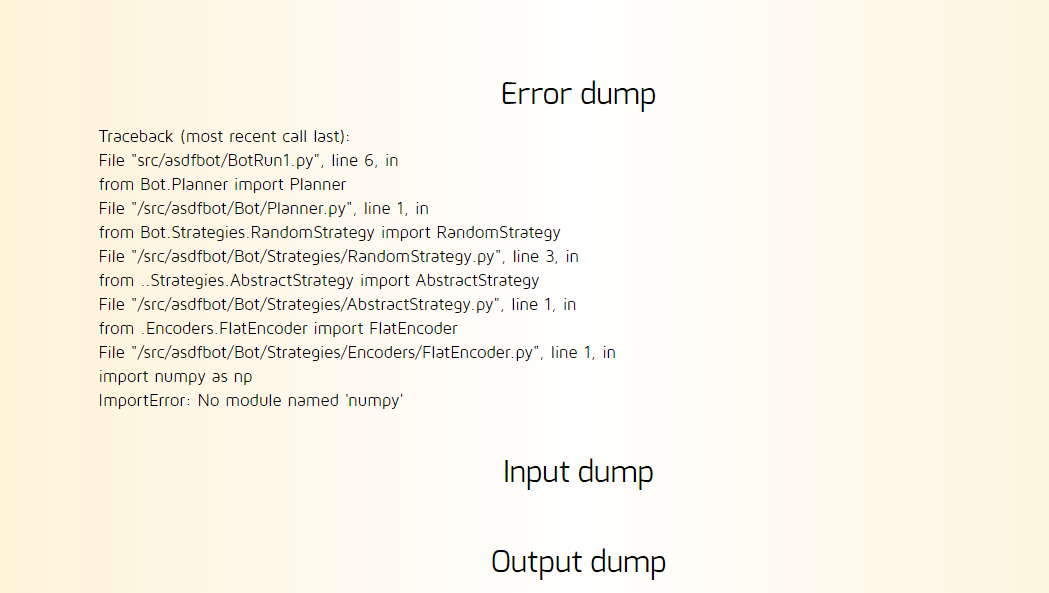 Error dump
Traceback (most recent call last):
File "src/asdfbot/BotRun1.py", line 6, in
from Bot.Planner import Planner
File "/src/asdfbot/Bot/Planner.py", line 1, in
from Bot.Strategies.RandomStrategy import RandomStrategy
File "/src/asdfbot/Bot/Strategies/RandomStrategy.py", line 3, in
from ..Strategies.AbstractStrategy import AbstractStrategy
File "/src/asdfbot/Bot/Strategies/AbstractStrategy.py", line 1, in
from .Encoders.FlatEncoder import FlatEncoder
File "/src/asdfbot/Bot/Strategies/Encoders/FlatEncoder.py", line 1, in
import numpy as np
ImportError: No module named 'numpy'
Input dump
Output dump